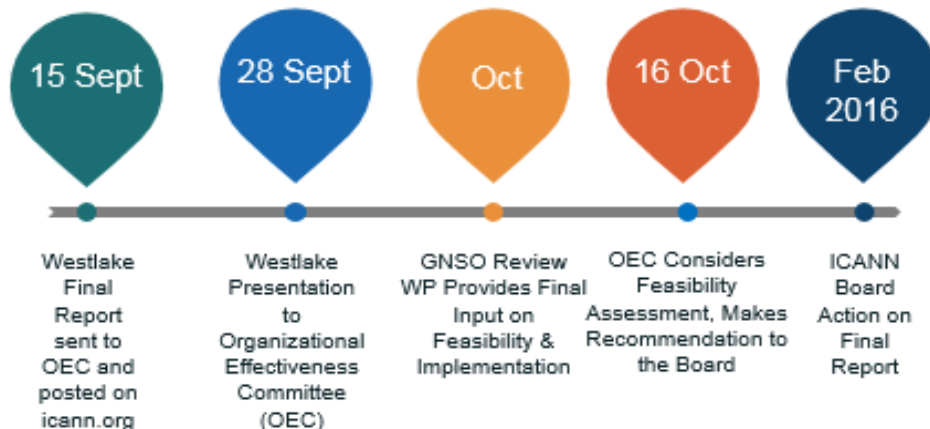 15 Sept
28 Sept
Oct
16 Oct
Feb
2016
Westlake
Final
Report
sent to
OEC and
posted on
icann.org
Westlake
Presentation
to
Organizational
Effectiveness
Committee
(OEC)
GNSO Review
WP Provides Final
Input on
Feasibility &
Implementation
OEC Considers
Feasibility
Assessment, Makes
Recommendation to
the Board
ICANN
Board
Action on
Final
Report